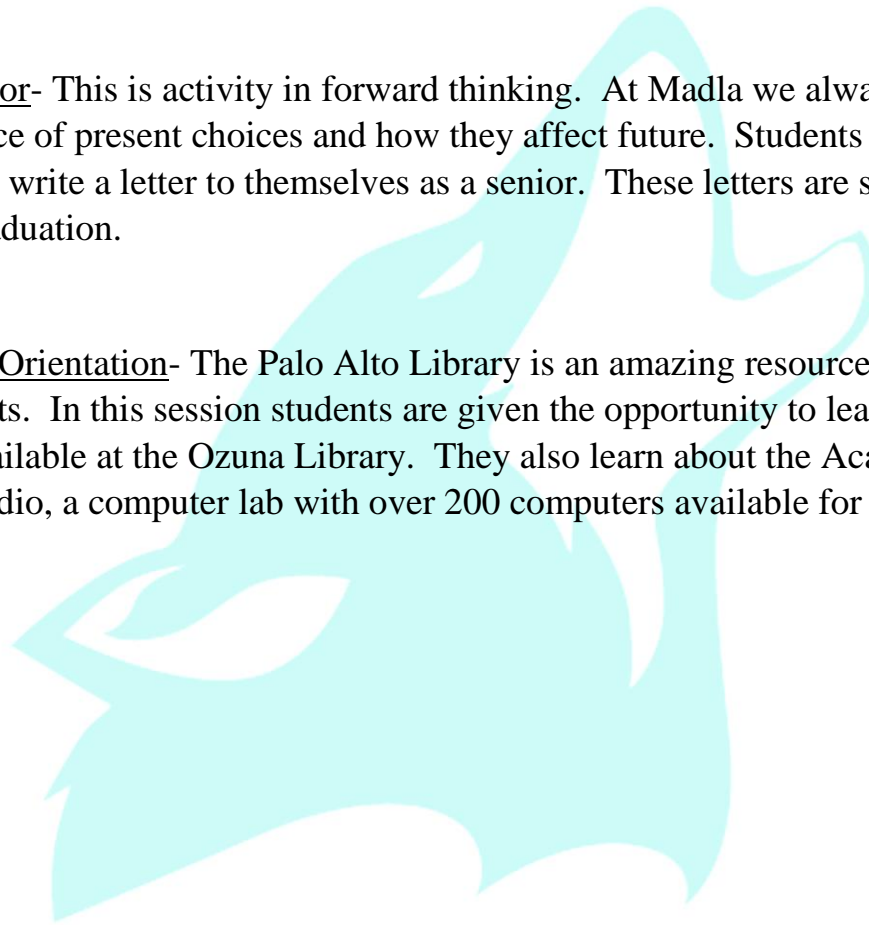 or- This is activity in forward thinking.  At Madla we alwa
ce of present choices and how they affect future.  Students
write a letter to themselves as a senior.  These letters are s
aduation.
Orientation- The Palo Alto Library is an amazing resource
ts.  In this session students are given the opportunity to lea
ailable at the Ozuna Library.  They also learn about the Aca
dio, a computer lab with over 200 computers available for